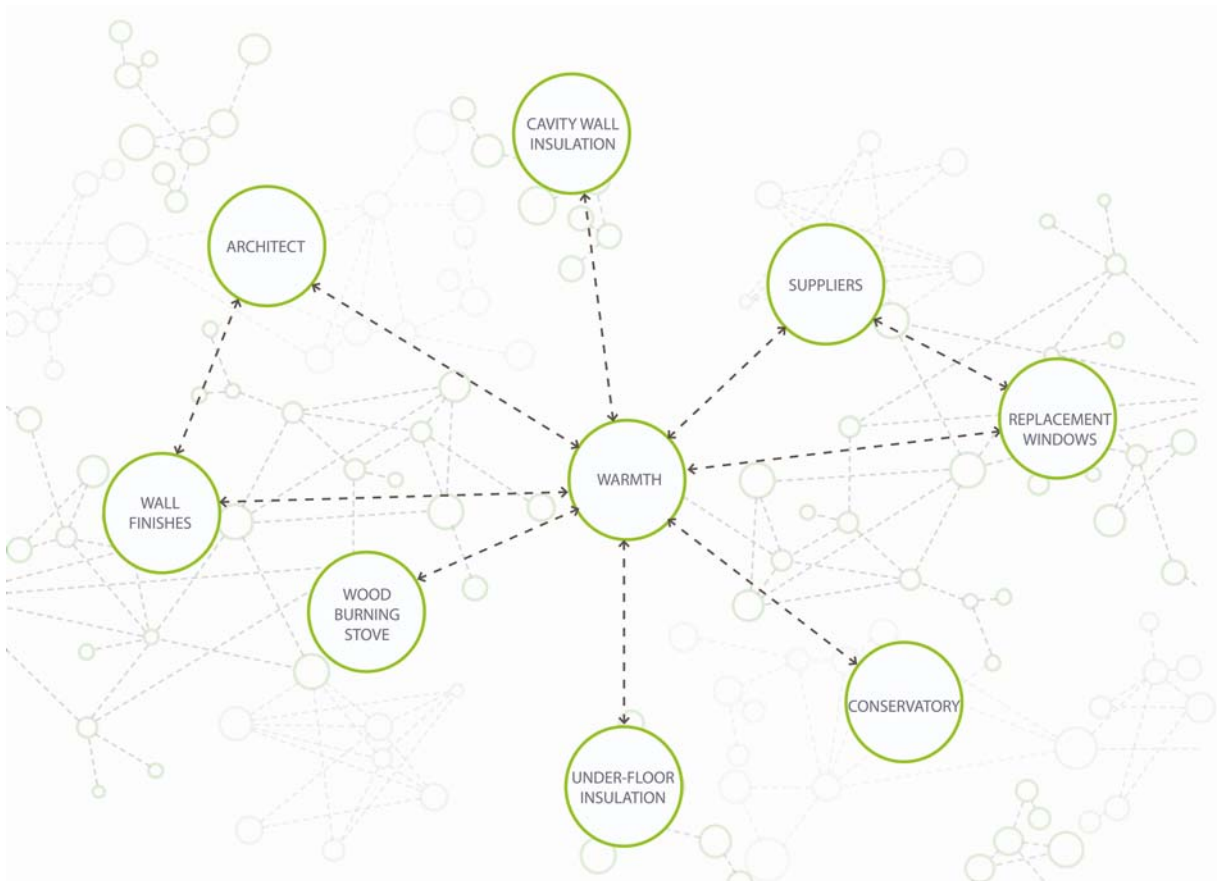 CAVITY WALL
INSULATION
ARCHITECT
SUPPLIERS
REPLACEMENT
WINDOWS
WARMTH
WALL
FINISHES
WOOD
BURNING
STOVE
CONSERVATORY
UNDER-FLOOR
INSULATION